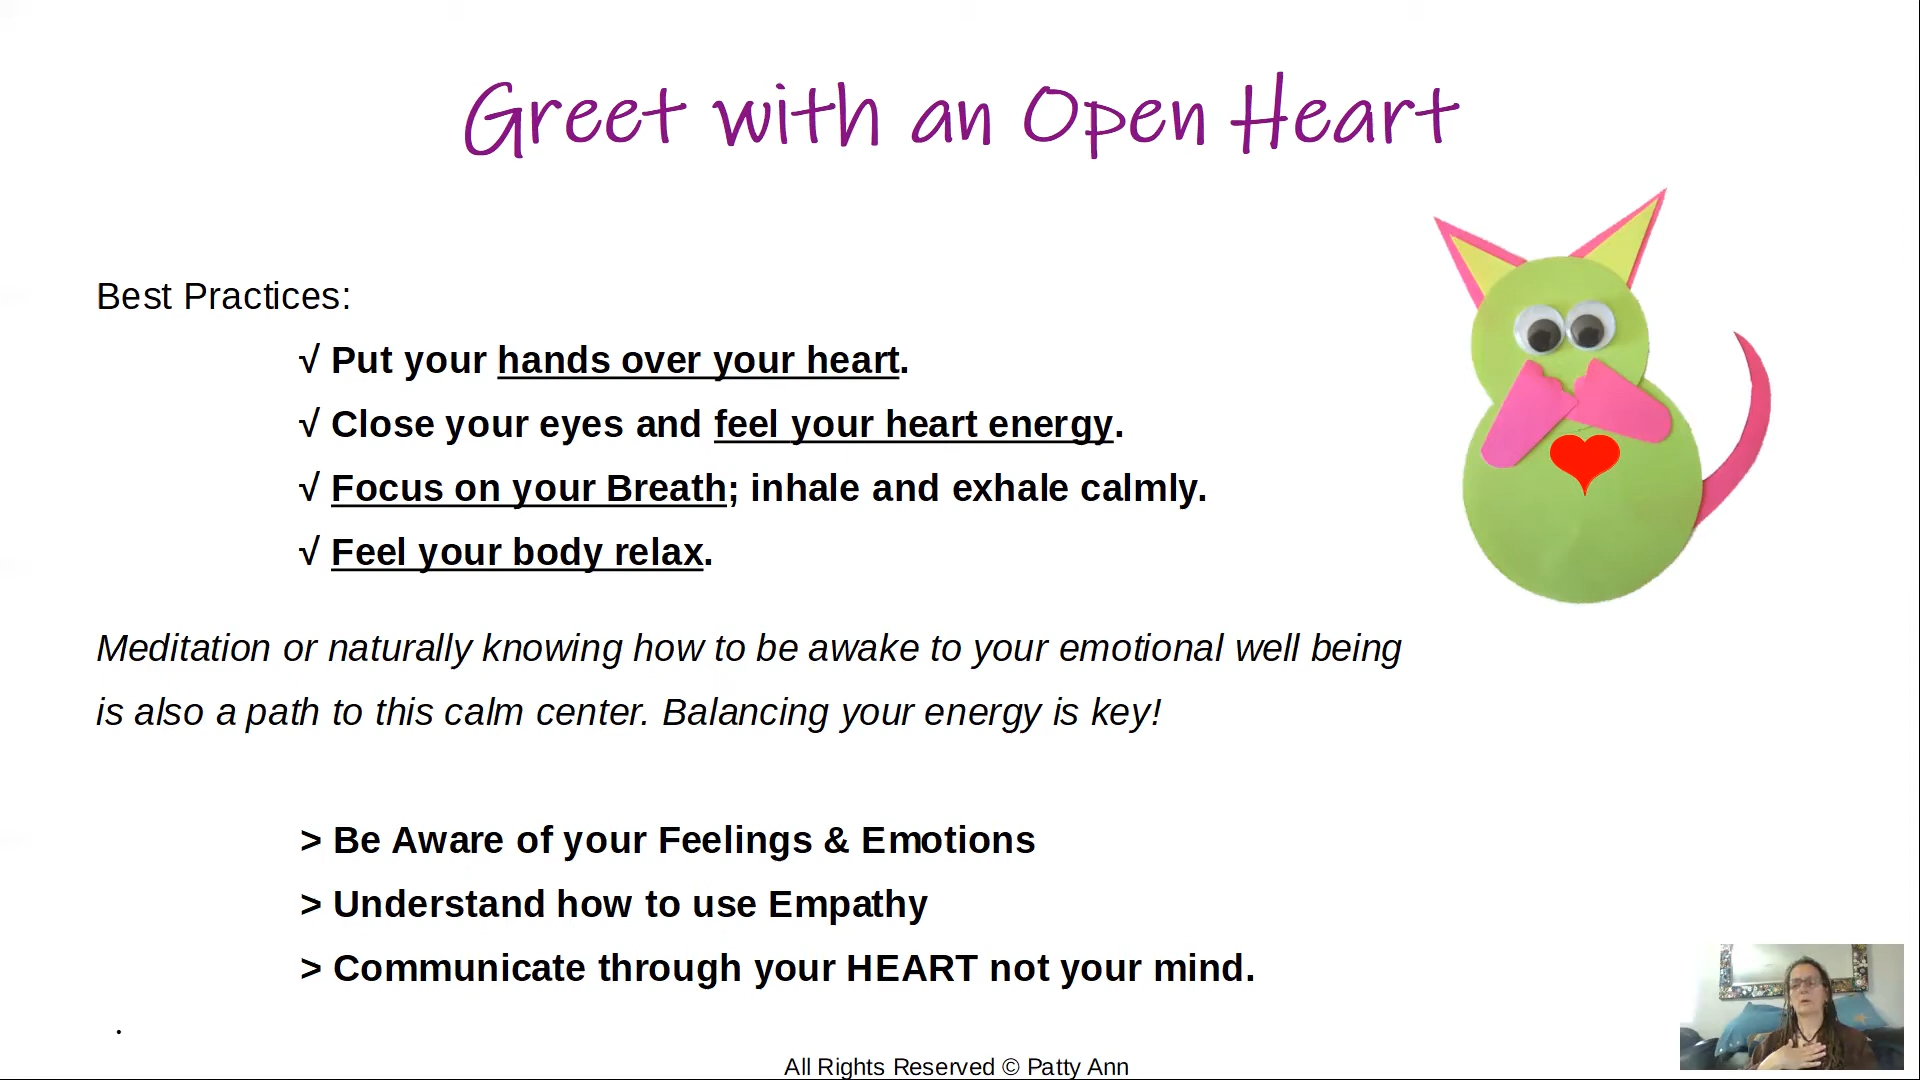 Greet with an Open Heart
Best Practices:
√ Put your hands over your heart.
√ Close your eyes and feel your heart energy.
√ Focus on your Breath; inhale and exhale calmly.
√ Feel your body relax.
Meditation or naturally knowing how to be awake to your emotional well being
is also a path to this calm center. Balancing your energy is key!
> Be Aware of your Feelings & Emotions
> Understand how to use Empathy
> Communicate through your HEART not your mind.
.
All Rights Reserved © Patty Ann